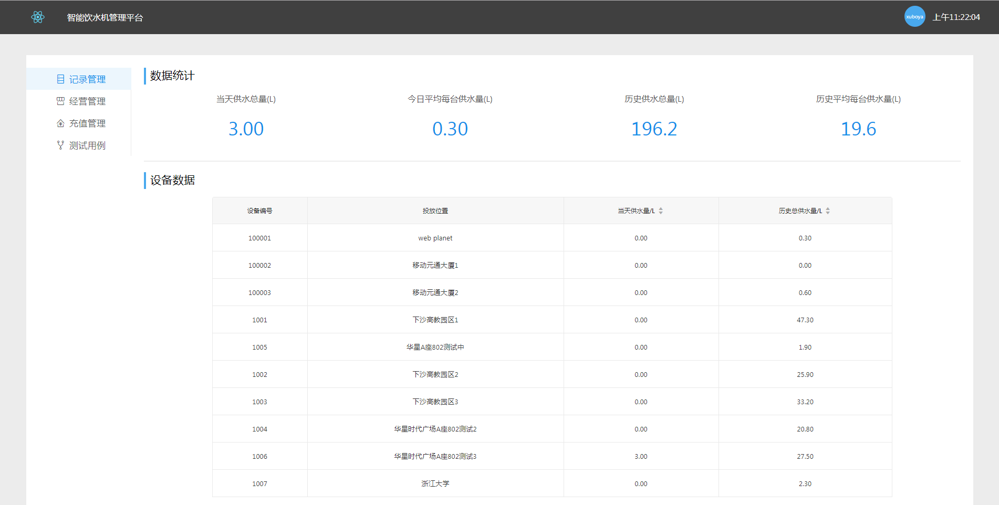 智能饮水机管理平台
xuboya
上午11:22:04
记录管理
经营管理
充值管理
测试用例
数据统计
当天供水总量(L) 今日平均每台供水量(L) 历史供水总量(L) 历史平均每台供水量(L)
3.00 0.30 196.2 19.6
设备数据
设备编号 投放位置 当天供水量/L 历史总供水量/L
100001 web planet 0.00 0.30
100002 移动元通大厦1 0.00 0.00
100003 移动元通大厦2 0.00 0.60
1001 下沙高教园区1 0.00 47.30
1005 华星A座802测试中 0.00 1.90
1002 下沙高教园区2 0.00 25.90
1003 下沙高教园区3 0.00 33.20
1004 华星时代广场A座802测试2 0.00 20.80
1006 华星时代广场A座802测试3 3.00 27.50
1007 浙江大学 0.00 2.30